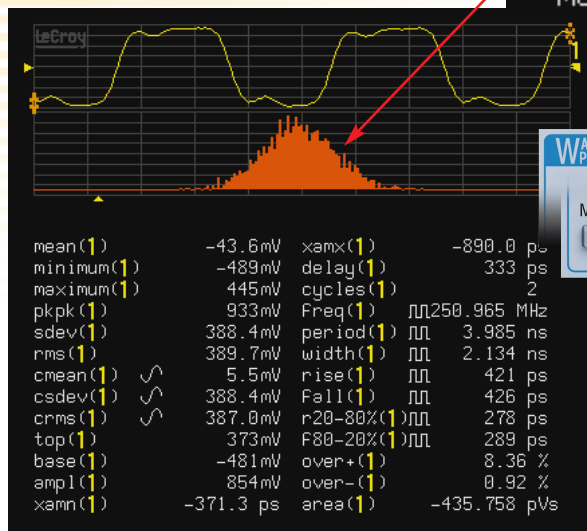 LeCroy
1
mean(1) -43.6mV xamx(1) -890.0 ps
minimum(1) -489mV delay(1) 333 ps
maximum(1) 445mV cycles(1) 2
pkpk(1) 933mV freq(1) 250.965 MHz
sdev(1) 388.4mV period(1) 3.985 ns
rms(1) 389.7mV width(1) 2.134 ns
cmean(1) 5.5mV rise(1) 421 ps
csdev(1) 388.4mV fall(1) 426 ps
crms(1) 387.0mV r20-80%(1) 278 ps
top(1) 373mV f80-20%(1) 289 ps
base(1) -481mV over+(1) 8.36 %
ampl(1) 854mV over-(1) 0.92 %
xamn(1) -371.3 ps area(1) -435.758 pVs